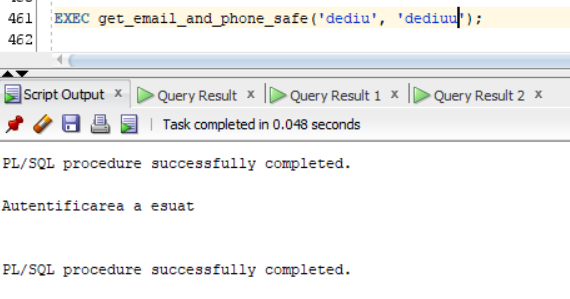 461 EXEC get_email_and_phone_safe('dediu', 'dediuu');
462
Script Output x Query Result x Query Result 1 x Query Result 2 x
Task completed in 0.048 seconds
PL/SQL procedure successfully completed.
Autentificarea a esuat
PL/SQL procedure successfully completed.